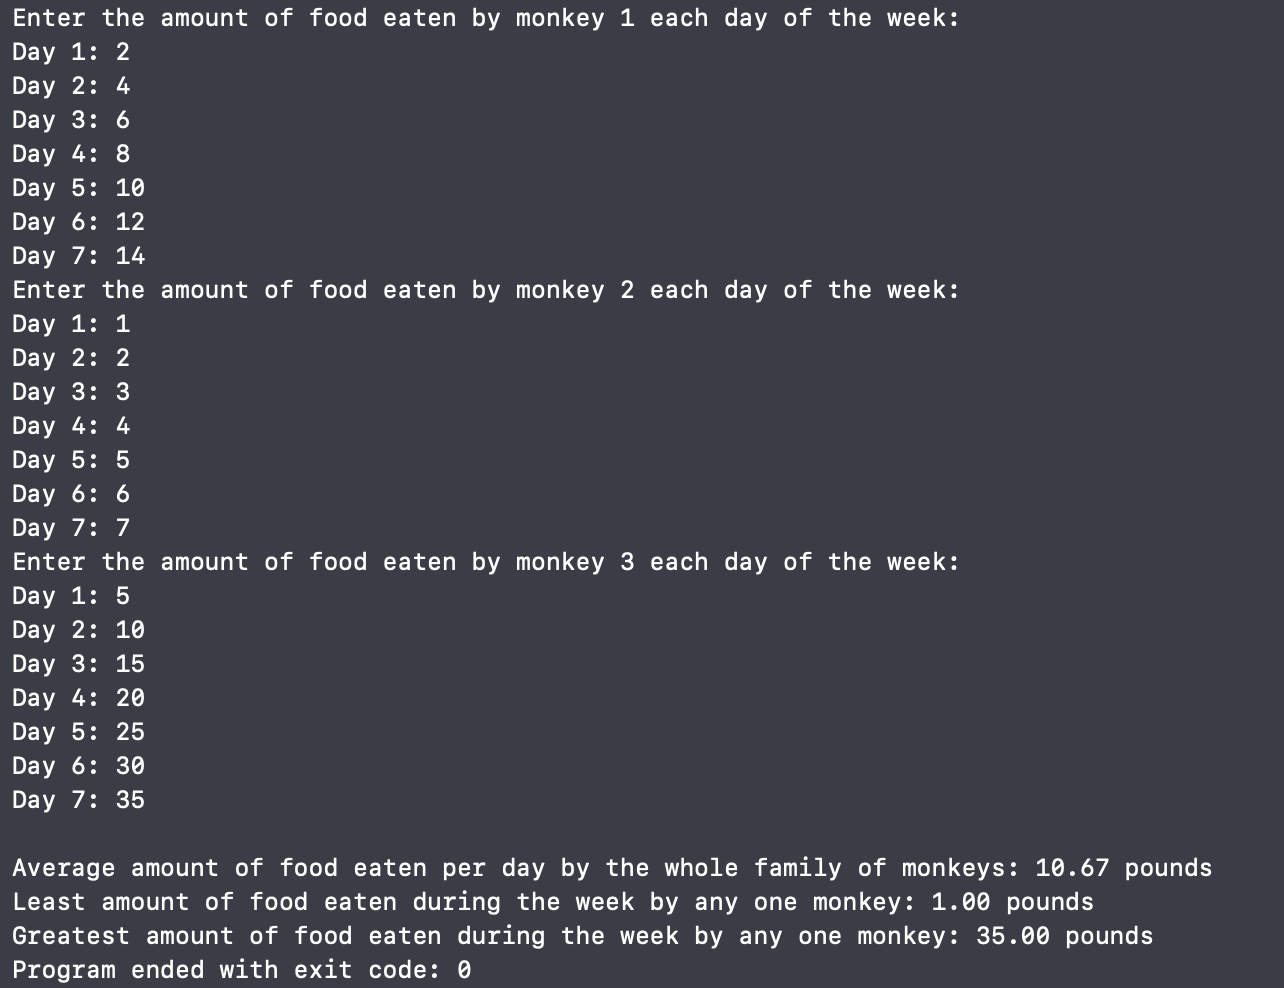 Enter the amount of food eaten by monkey 1 each day of the week:
Day 1: 2
Day 2: 4
Day 3: 6
Day 4: 8
Day 5: 10
Day 6: 12
Day 7: 14
Enter the amount of food eaten by monkey 2 each day of the week:
Day 1: 1
Day 2: 2
Day 3: 3
Day 4: 4
Day 5: 5
Day 6: 6
Day 7: 7
Enter the amount of food eaten by monkey 3 each day of the week:
Day 1: 5
Day 2: 10
Day 3: 15
Day 4: 20
Day 5: 25
Day 6: 30
Day 7: 35

Average amount of food eaten per day by the whole family of monkeys: 10.67 pounds
Least amount of food eaten during the week by any one monkey: 1.00 pounds
Greatest amount of food eaten during the week by any one monkey: 35.00 pounds
Program ended with exit code: 0